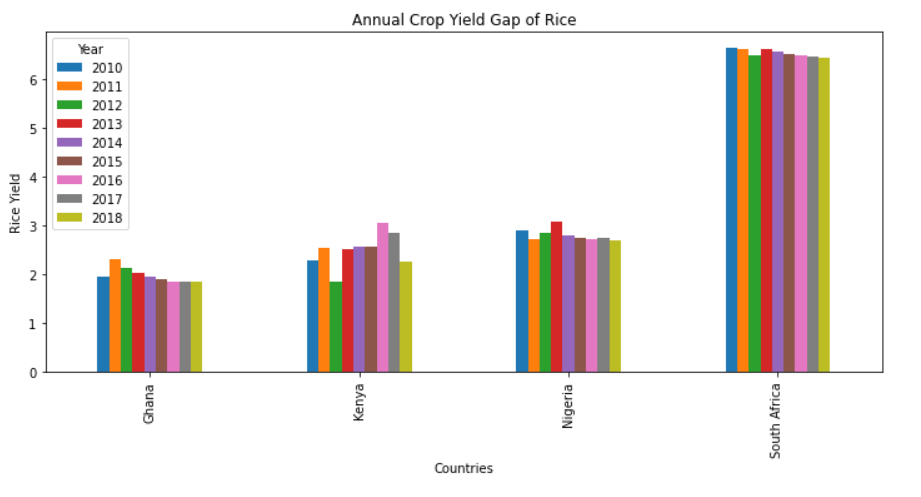 Annual Crop Yield Gap of Rice
Year
2010
2011
2012
2013
2014
2015
2016
2017
2018
Rice Yield
6
5
4
3
2
1
0
Ghana
Kenya
Nigeria
South Africa
Countries